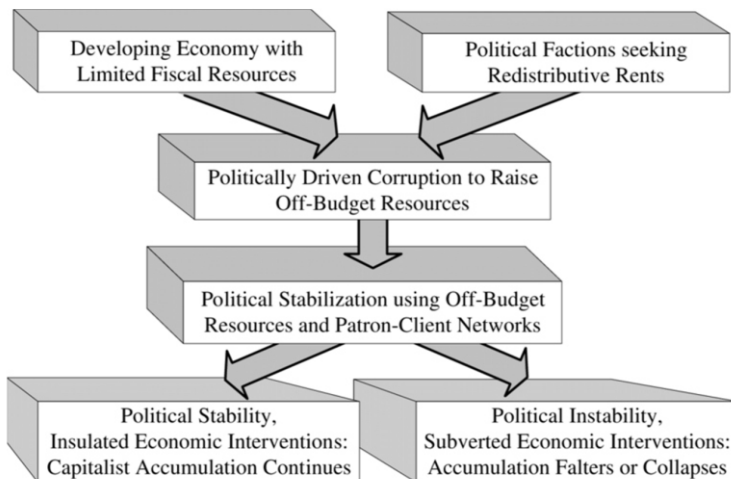 Developing Economy with
Limited Fiscal Resources
Political Factions seeking
Redistributive Rents
Politically Driven Corruption to Raise
Off-Budget Resources
Political Stabilization using Off-Budget
Resources and Patron-Client Networks
Political Stability,
Insulated Economic Interventions:
Capitalist Accumulation Continues
Political Instability,
Subverted Economic Interventions:
Accumulation Falters or Collapses